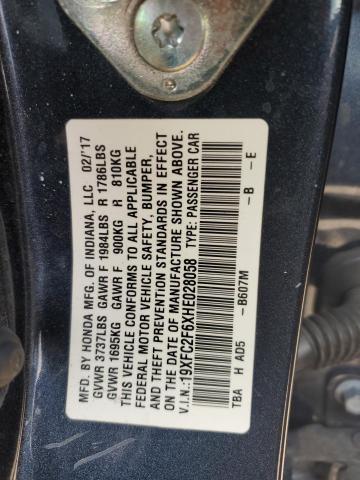 MFD. BY HONDA MFG. OF INDIANA, LLC 02/'17
GVWR 3737LBS GAWR F 1984LBS R 1786LBS
GVWR 1695KG GAWR F 900KG R 810KG
THIS VEHICLE CONFORMS TO ALL APPLICABLE
FEDERAL MOTOR VEHICLE SAFETY, BUMPER,
AND THEFT PREVENTION STANDARDS IN EFFECT
ON THE DATE OF MANUFACTURE SHOWN ABOVE.
V.I.N.:19XFC2F6XHE028058 TYPE: PASSENGER CAR
TBA H AD5 -B607M -B -E